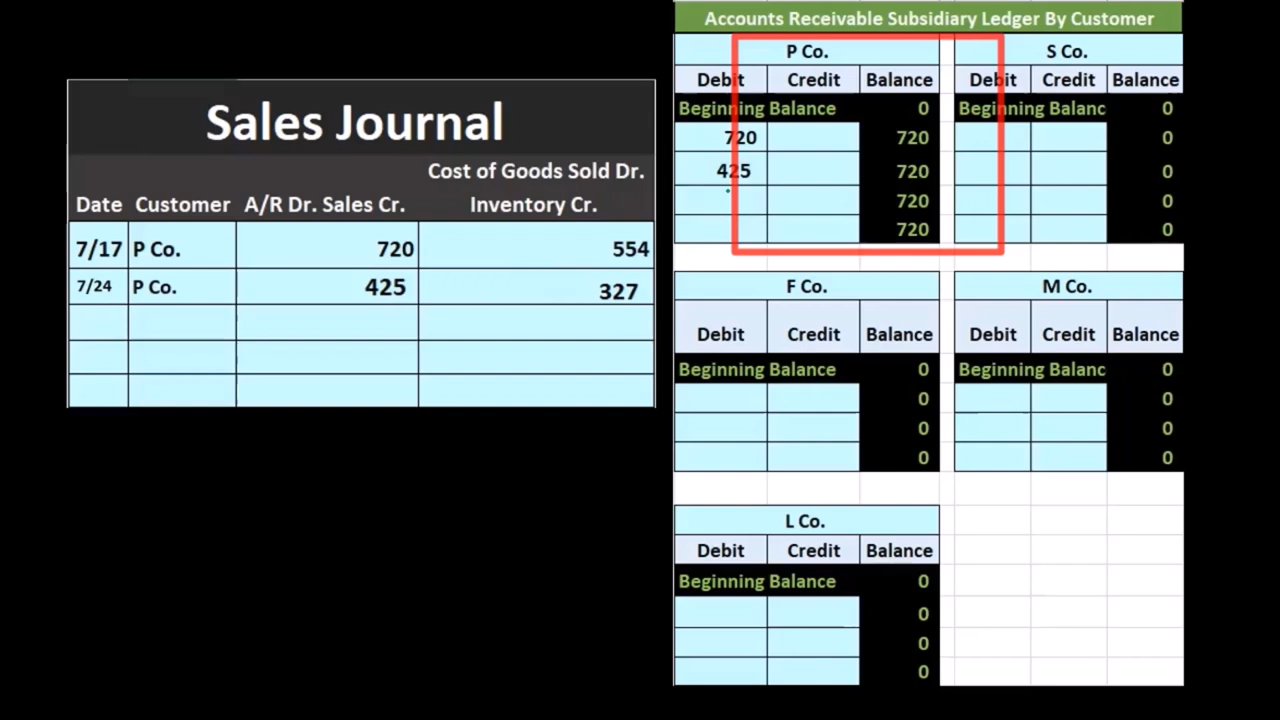 Sales Journal
Cost of Goods Sold Dr.
Date Customer A/R Dr. Sales Cr. Inventory Cr.
7/17 P Co. 720 554
7/24 P Co. 425 327
Accounts Receivable Subsidiary Ledger By Customer
P Co. S Co.
Debit Credit Balance Debit Credit Balance
Beginning Balance 0 Beginning Balanc 0
720 720 0
425 720 0
720 0
720 0
F Co. M Co.
Debit Credit Balance Debit Credit Balance
Beginning Balance 0 Beginning Balanc 0
0 0
0 0
0 0
L Co.
Debit Credit Balance
Beginning Balance 0
0
0
0